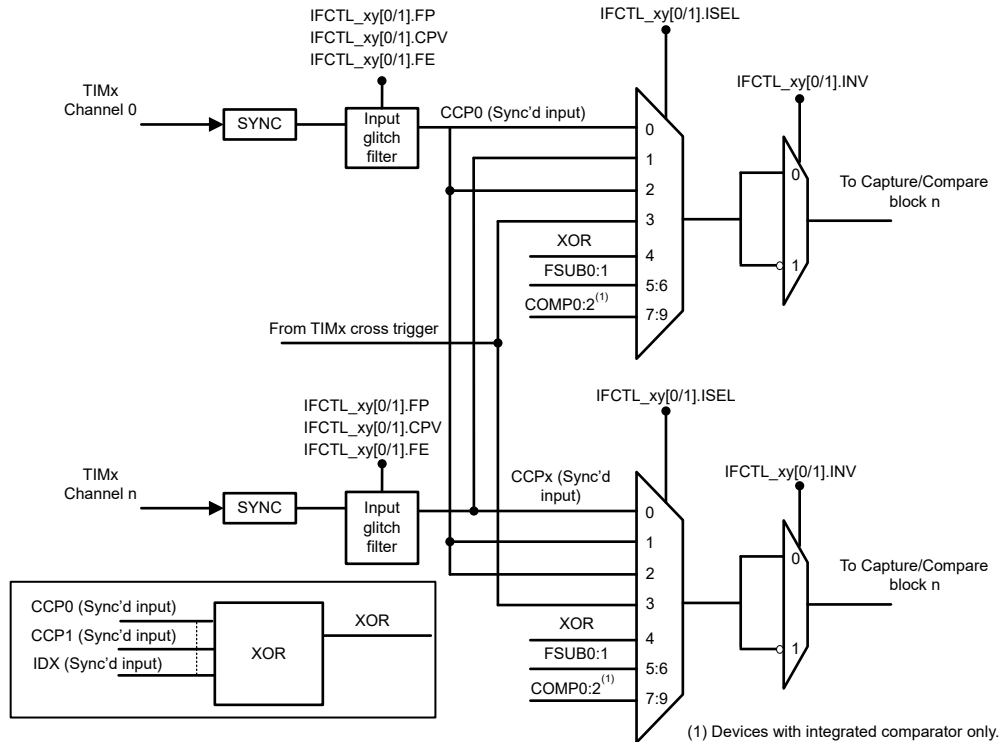 IFCTL_xy[0/1].FP
IFCTL_xy[0/1].CPV
IFCTL_xy[0/1].FE
IFCTL_xy[0/1].ISEL
IFCTL_xy[0/1].INV
TIMx
Channel 0
SYNC
Input
glitch
filter
CCP0 (Sync'd input)
0
1
2
3
XOR
4
FSUB0:1
5:6
COMP0:2(1)
7:9
0
1
To Capture/Compare
block n
From TIMx cross trigger
IFCTL_xy[0/1].FP
IFCTL_xy[0/1].CPV
IFCTL_xy[0/1].FE
IFCTL_xy[0/1].ISEL
IFCTL_xy[0/1].INV
TIMx
Channel n
SYNC
Input
glitch
filter
CCPx (Sync'd
input)
0
1
2
3
XOR
4
FSUB0:1
5:6
COMP0:2(1)
7:9
0
1
To Capture/Compare
block n
CCP0 (Sync'd input)
CCP1 (Sync'd input)
IDX (Sync'd input)
XOR
XOR
(1) Devices with integrated comparator only.